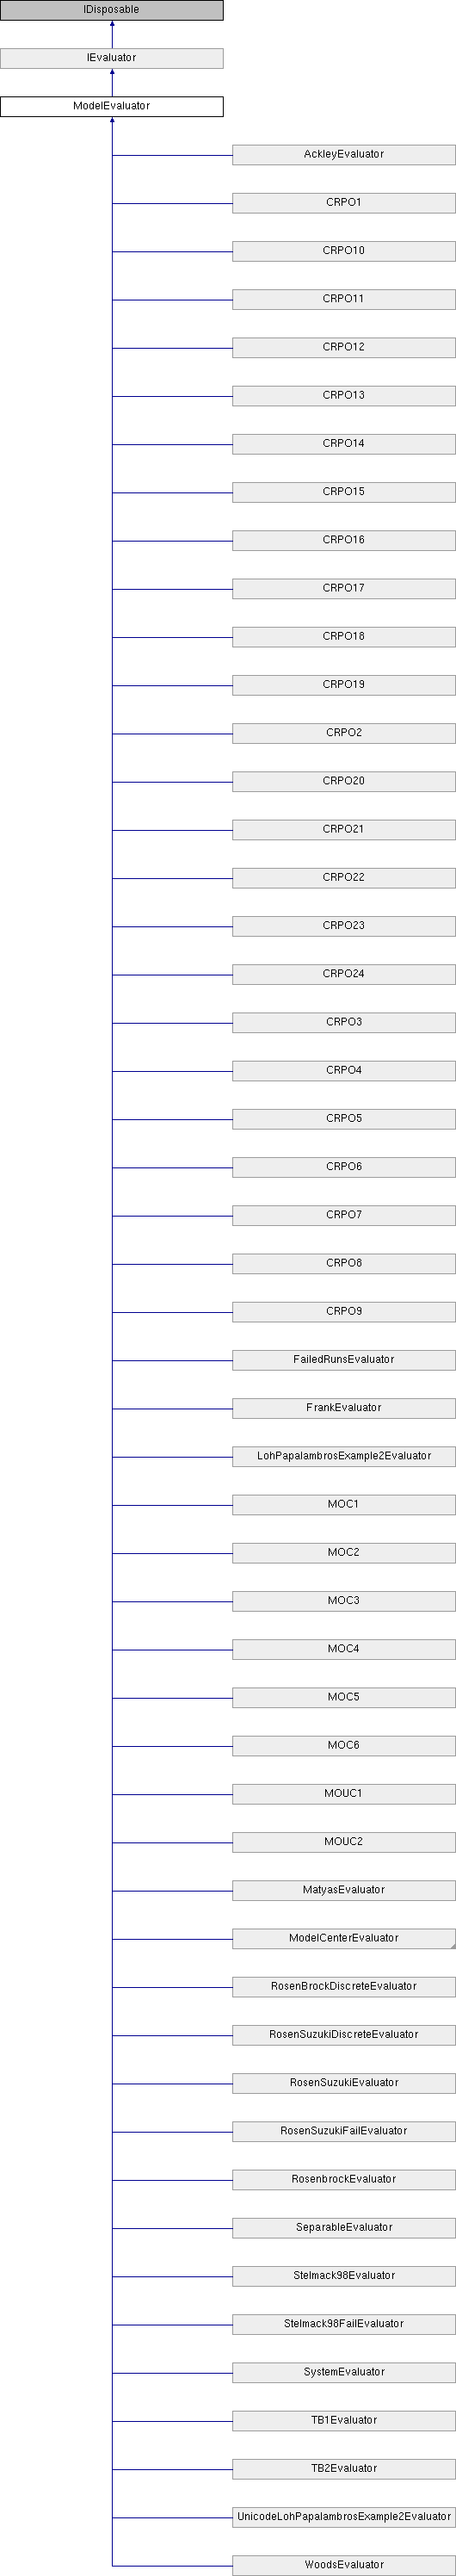 IDisposable
IEvaluator
ModelEvaluator
AckleyEvaluator
CRPO1
CRPO10
CRPO11
CRPO12
CRPO13
CRPO14
CRPO15
CRPO16
CRPO17
CRPO18
CRPO19
CRPO2
CRPO20
CRPO21
CRPO22
CRPO23
CRPO24
CRPO3
CRPO4
CRPO5
CRPO6
CRPO7
CRPO8
CRPO9
FailedRunsEvaluator
FrankEvaluator
LohPapalambrosExample2Evaluator
MOC1
MOC2
MOC3
MOC4
MOC5
MOC6
MOUC1
MOUC2
MatyasEvaluator
ModelCenterEvaluator
RosenBrockDiscreteEvaluator
RosenSuzukiDiscreteEvaluator
RosenSuzukiEvaluator
RosenSuzukiFailEvaluator
RosenbrockEvaluator
SeparableEvaluator
Stelmack98Evaluator
Stelmack98FailEvaluator
SystemEvaluator
TB1Evaluator
TB2Evaluator
UnicodeLohPapalambrosExample2Evaluator
WoodsEvaluator